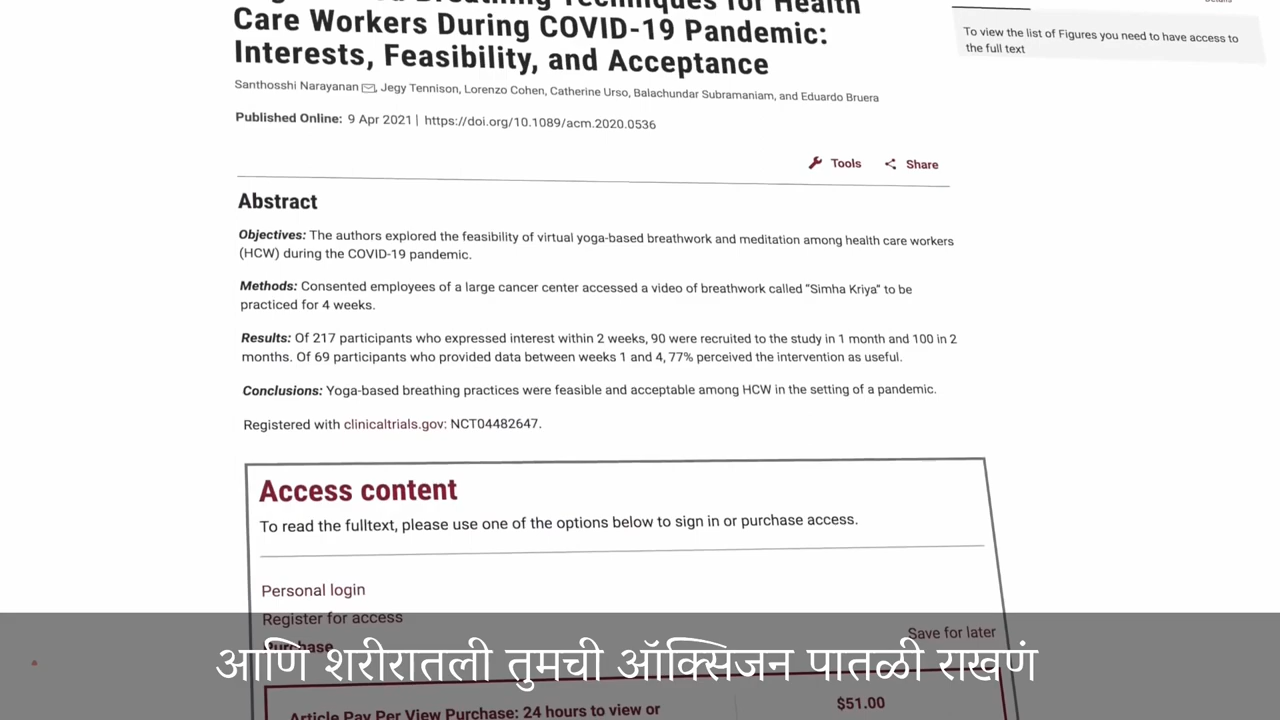 Breathing Techniques for Health
Care Workers During COVID-19 Pandemic:
Interests, Feasibility, and Acceptance
Santhosshi Narayanan, Jegy Tennison, Lorenzo Cohen, Catherine Urso, Balachundar Subramaniam, and Eduardo Bruera
Published Online: 9 Apr 2021 | https://doi.org/10.1089/acm.2020.0536
To view the list of Figures you need to have access to
the full text
Tools Share
Abstract
Objectives: The authors explored the feasibility of virtual yoga-based breathwork and meditation among health care workers
(HCW) during the COVID-19 pandemic.
Methods: Consented employees of a large cancer center accessed a video of breathwork called "Simha Kriya" to be
practiced for 4 weeks.
Results: Of 217 participants who expressed interest within 2 weeks, 90 were recruited to the study in 1 month and 100 in 2
months. Of 69 participants who provided data between weeks 1 and 4, 77% perceived the intervention as useful.
Conclusions: Yoga-based breathing practices were feasible and acceptable among HCW in the setting of a pandemic.
Registered with clinicaltrials.gov: NCT04482647.
Access content
To read the fulltext, please use one of the options below to sign in or purchase access.
Personal login
Register for access
Purchase
Save for later
आणि शरीरातली तुमची ऑक्सिजन पातळी राखणं
Article Pay Per View Purchase: 24 hours to view or
$51.00